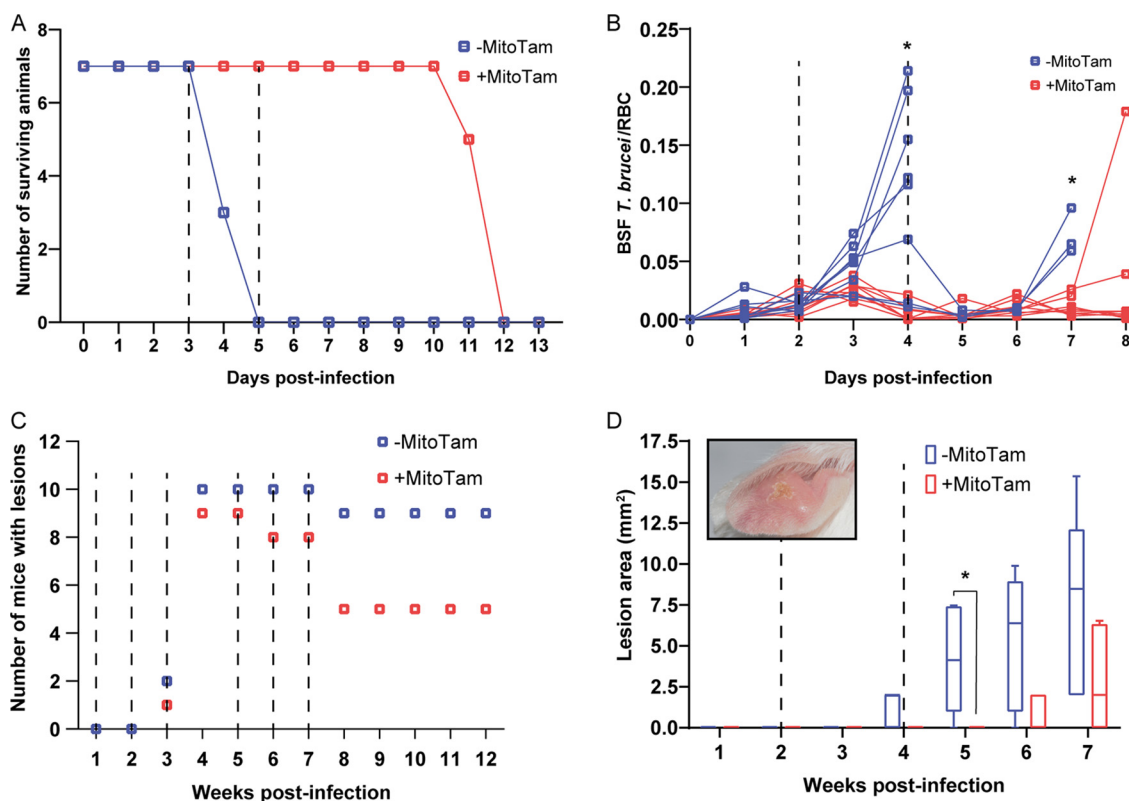 A
Number of surviving animals
8
6
4
2
0
-MitoTam
+MitoTam
0 1 2 3 4 5 6 7 8 9 10 11 12 13
Days post-infection
B
BSF T. brucei/RBC
0.25
0.20
0.15
0.10
0.05
0.00
* 
*
-MitoTam
+MitoTam
0 1 2 3 4 5 6 7 8
Days post-infection
C
Number of mice with lesions
12
10
8
6
4
2
0
-MitoTam
+MitoTam
1 2 3 4 5 6 7 8 9 10 11 12
Weeks post-infection
D
Lesion area (mm²)
17.5
15.0
12.5
10.0
7.5
5.0
2.5
0.0
-MitoTam
+MitoTam
*
1 2 3 4 5 6 7
Weeks post-infection